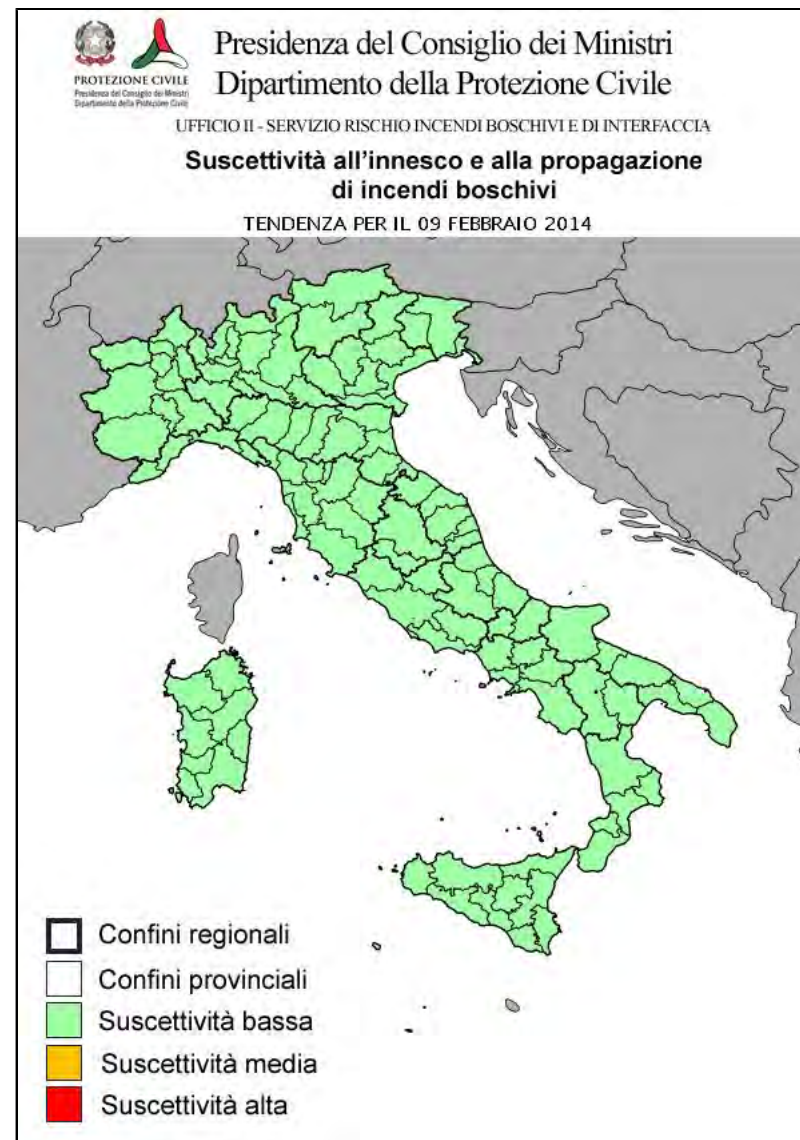 Presidenza del Consiglio dei Ministri
Dipartimento della Protezione Civile
PROTEZIONE CIVILE
Presidenza del Consiglio dei Ministri
Dipartimento della Protezione Civile
UFFICIO II - SERVIZIO RISCHIO INCENDI BOSCHIVI E DI INTERFACCIA
Suscettività all'innesco e alla propagazione
di incendi boschivi
TENDENZA PER IL 09 FEBBRAIO 2014
Confini regionali
Confini provinciali
Suscettività bassa
Suscettività media
Suscettività alta